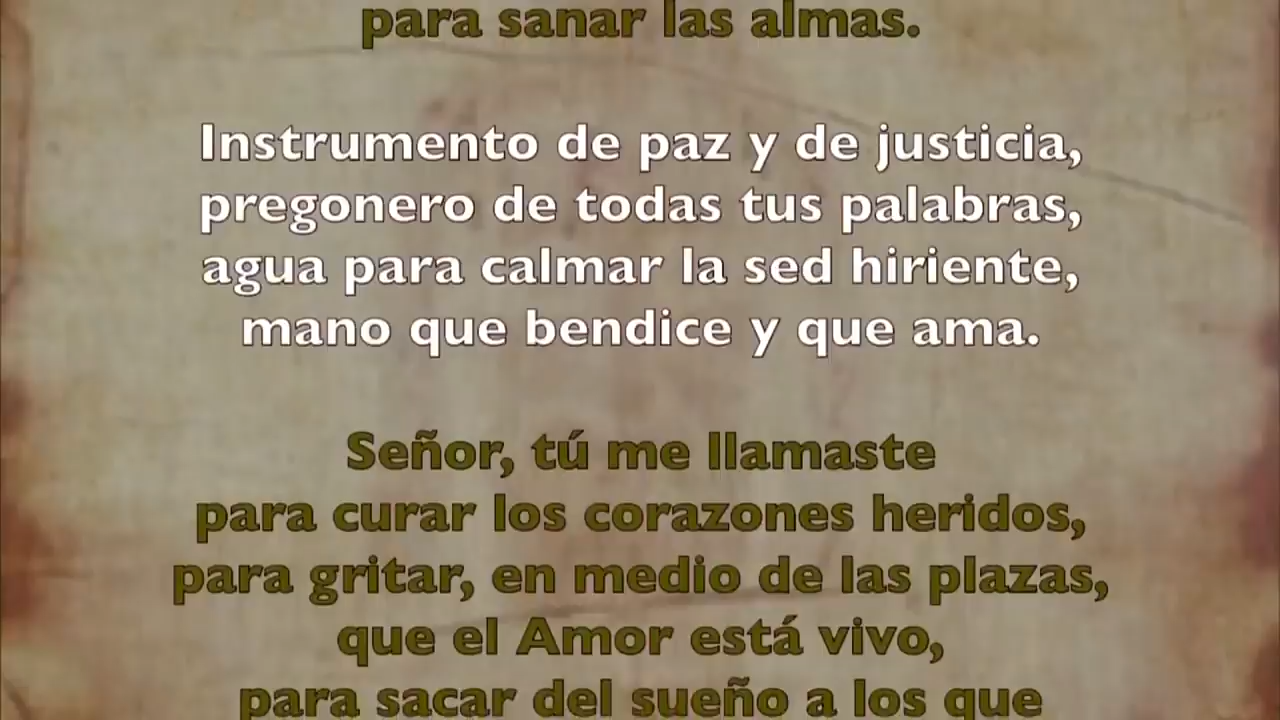 para sanar las almas.
Instrumento de paz y de justicia,
pregonero de todas tus palabras,
agua para calmar la sed hiriente,
mano que bendice y que ama.
Señor, tú me llamaste
para curar los corazones heridos,
para gritar, en medio de las plazas,
que el Amor está vivo,
para sacar del sueño a los que